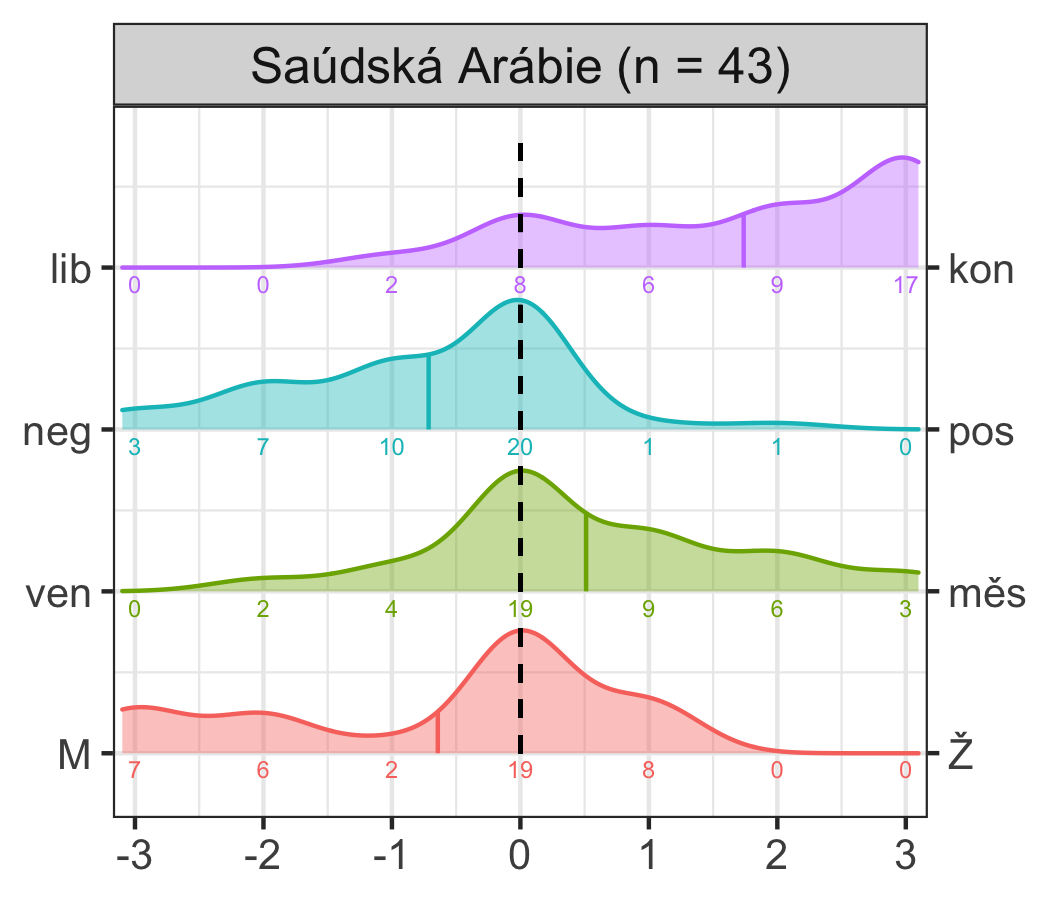 Saúdská Arábie (n = 43)
lib kon
0 0 2 8 6 9 17
neg pos
3 7 10 20 1 1 0
ven měs
0 2 4 19 9 6 3
M Ž
7 6 2 19 8 0 0
-3 -2 -1 0 1 2 3